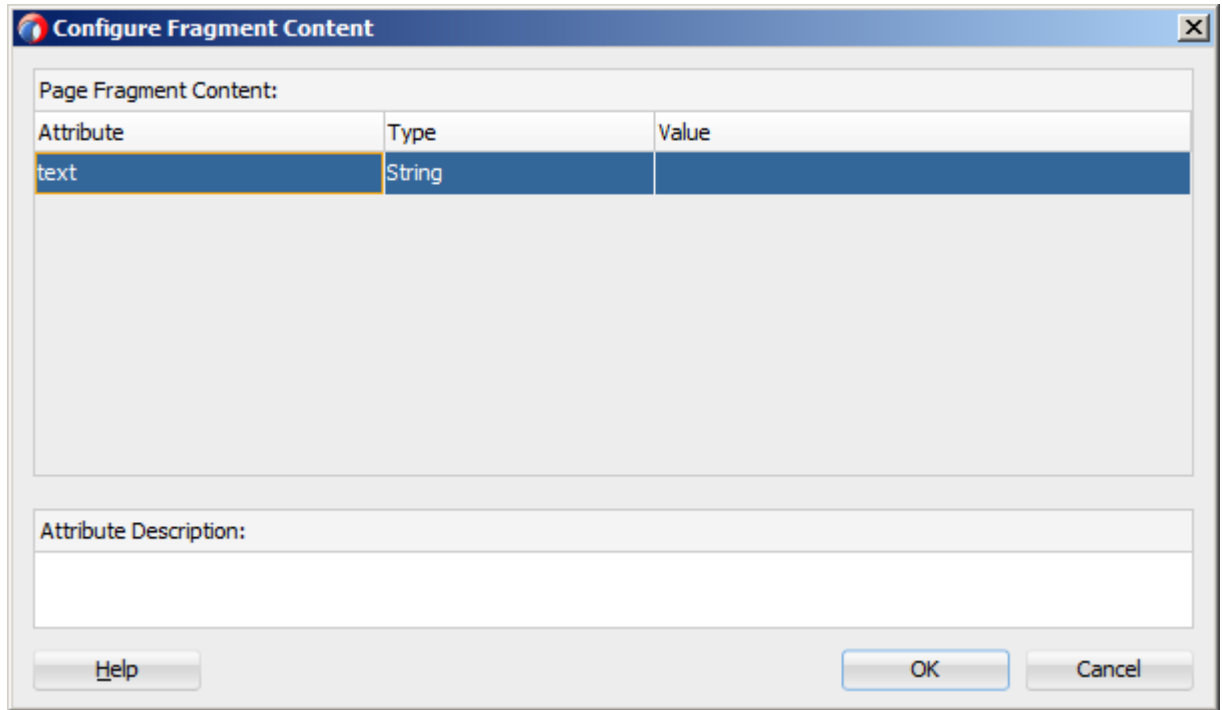 Configure Fragment Content
Page Fragment Content:
Attribute Type Value
text String
Attribute Description:
Help OK Cancel